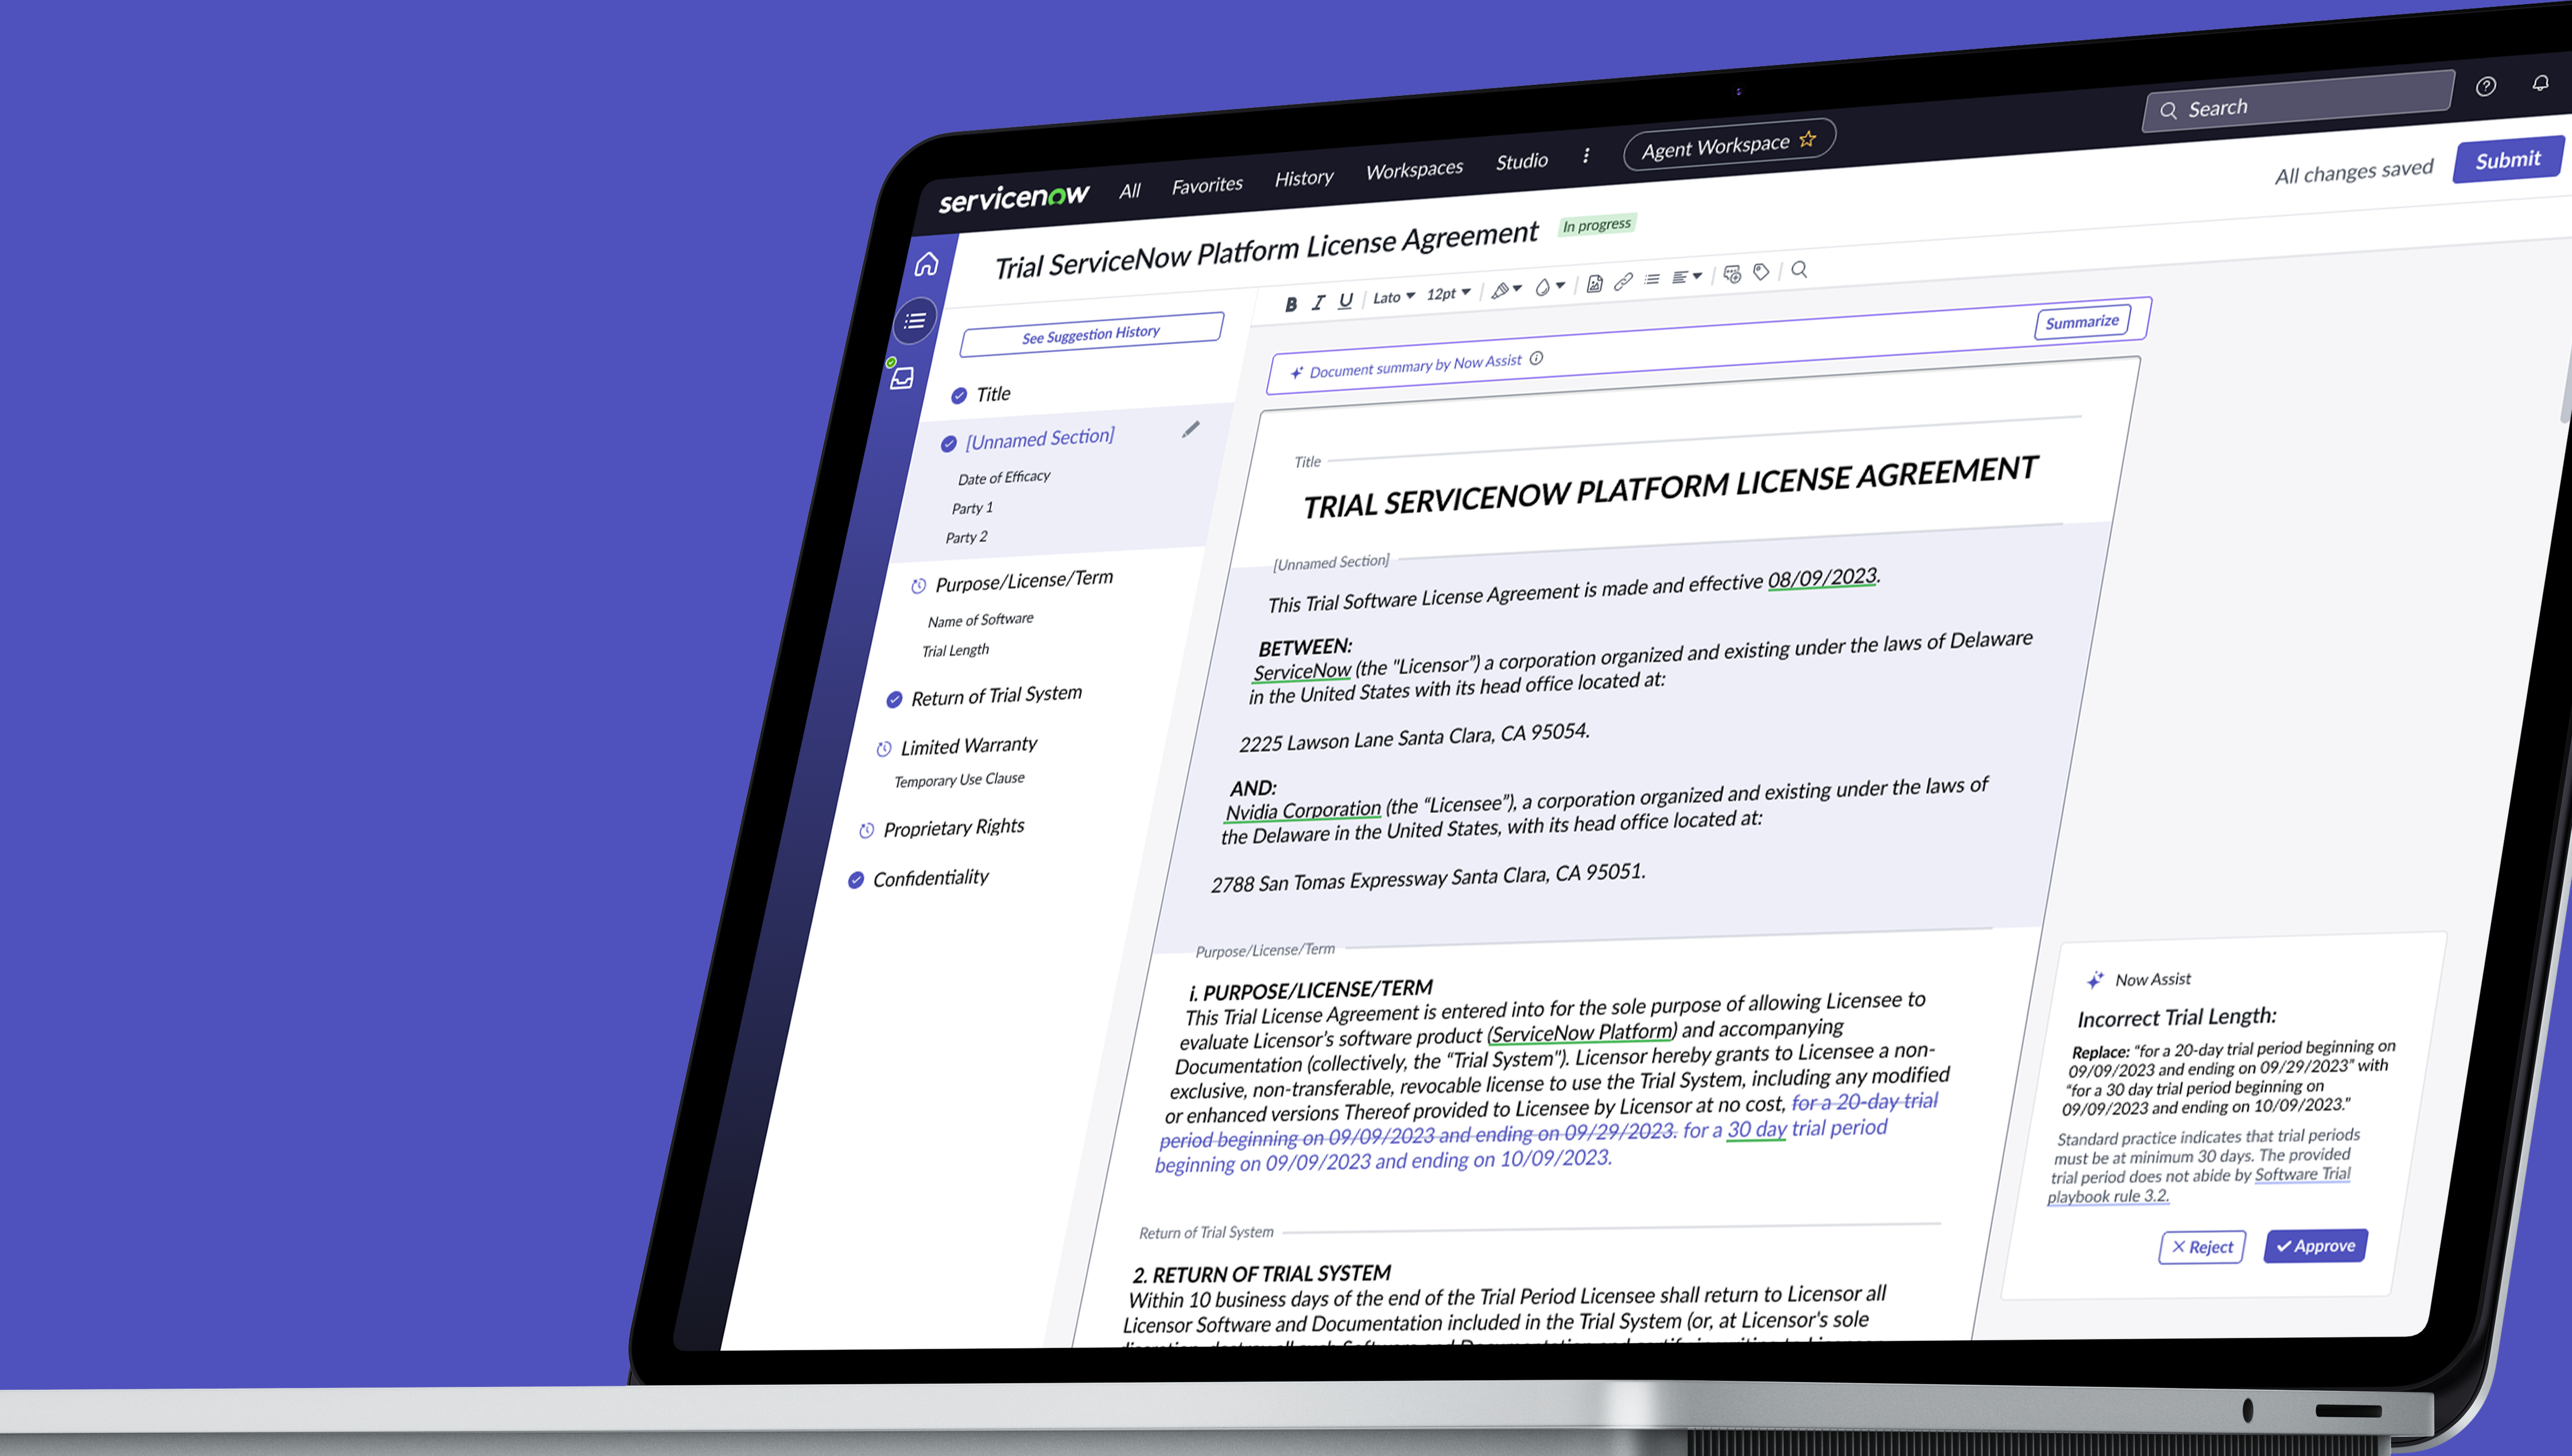 servicenow
All
Favorites
History
Workspaces
Studio
Agent Workspace
Search
Trial ServiceNow Platform License Agreement
In progress
All changes saved
Submit
B I U Lato 12pt
See Suggestion History
Title
[Unnamed Section]
Date of Efficacy
Party 1
Party 2
Purpose/License/Term
Name of Software
Trial Length
Return of Trial System
Limited Warranty
Temporary Use Clause
Proprietary Rights
Confidentiality
Document summary by Now Assist
Summarize
Title
TRIAL SERVICENOW PLATFORM LICENSE AGREEMENT
[Unnamed Section]
This Trial Software License Agreement is made and effective 08/09/2023.
BETWEEN:
ServiceNow (the "Licensor”) a corporation organized and existing under the laws of Delaware
in the United States with its head office located at:
2225 Lawson Lane Santa Clara, CA 95054.
AND:
Nvidia Corporation (the “Licensee”), a corporation organized and existing under the laws of
the Delaware in the United States, with its head office located at:
2788 San Tomas Expressway Santa Clara, CA 95051.
Purpose/License/Term
i. PURPOSE/LICENSE/TERM
This Trial License Agreement is entered into for the sole purpose of allowing Licensee to
evaluate Licensor’s software product (ServiceNow Platform) and accompanying
Documentation (collectively, the “Trial System"). Licensor hereby grants to Licensee a non-
exclusive, non-transferable, revocable license to use the Trial System, including any modified
or enhanced versions Thereof provided to Licensee by Licensor at no cost, for a 20-day trial
period beginning on 09/09/2023 and ending on 09/29/2023. for a 30 day trial period
beginning on 09/09/2023 and ending on 10/09/2023.
Return of Trial System
2. RETURN OF TRIAL SYSTEM
Within 10 business days of the end of the Trial Period Licensee shall return to Licensor all
Licensor Software and Documentation included in the Trial System (or, at Licensor's sole
Now Assist
Incorrect Trial Length:
Replace: “for a 20-day trial period beginning on
09/09/2023 and ending on 09/29/2023” with
“for a 30 day trial period beginning on
09/09/2023 and ending on 10/09/2023.”
Standard practice indicates that trial periods
must be at minimum 30 days. The provided
trial period does not abide by Software Trial
playbook rule 3.2.
Reject
Approve